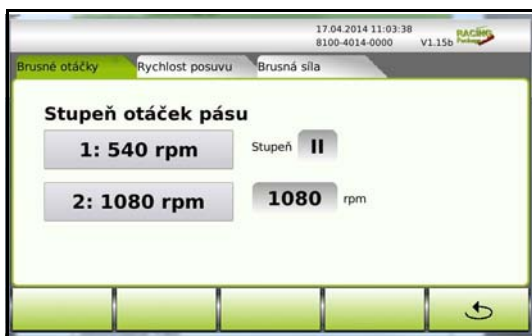 17.04.2014 11:03:38
8100-4014-0000 V1.15b RACING
Brusné otáčky Rychlost posuvu Brusná síla
Stupeň otáček pásu
1: 540 rpm Stupeň II
2: 1080 rpm 1080 rpm